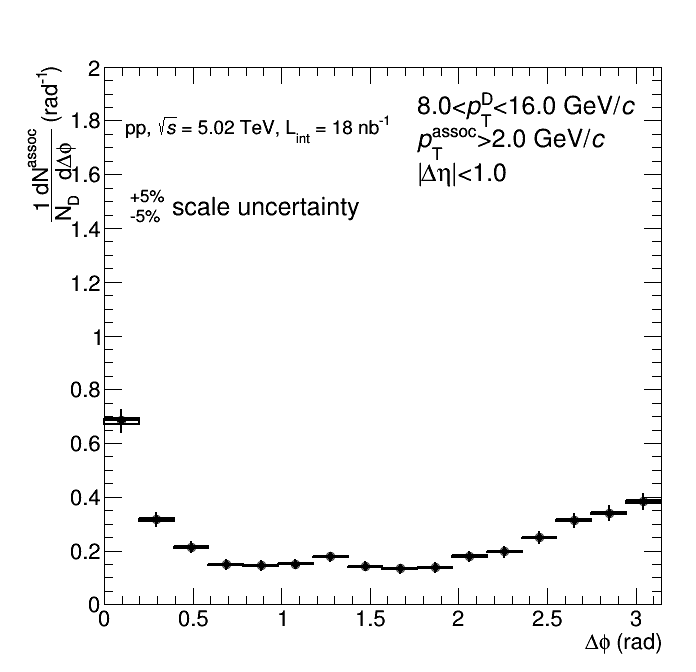 1 dN^assoc / N_D dΔφ (rad^-1)
pp, √s = 5.02 TeV, L_int = 18 nb^-1
8.0<p_T^D<16.0 GeV/c
p_T^assoc>2.0 GeV/c
|Δη|<1.0
+5%
-5% scale uncertainty
2
1.8
1.6
1.4
1.2
1
0.8
0.6
0.4
0.2
0
0 0.5 1 1.5 2 2.5 3
Δφ (rad)